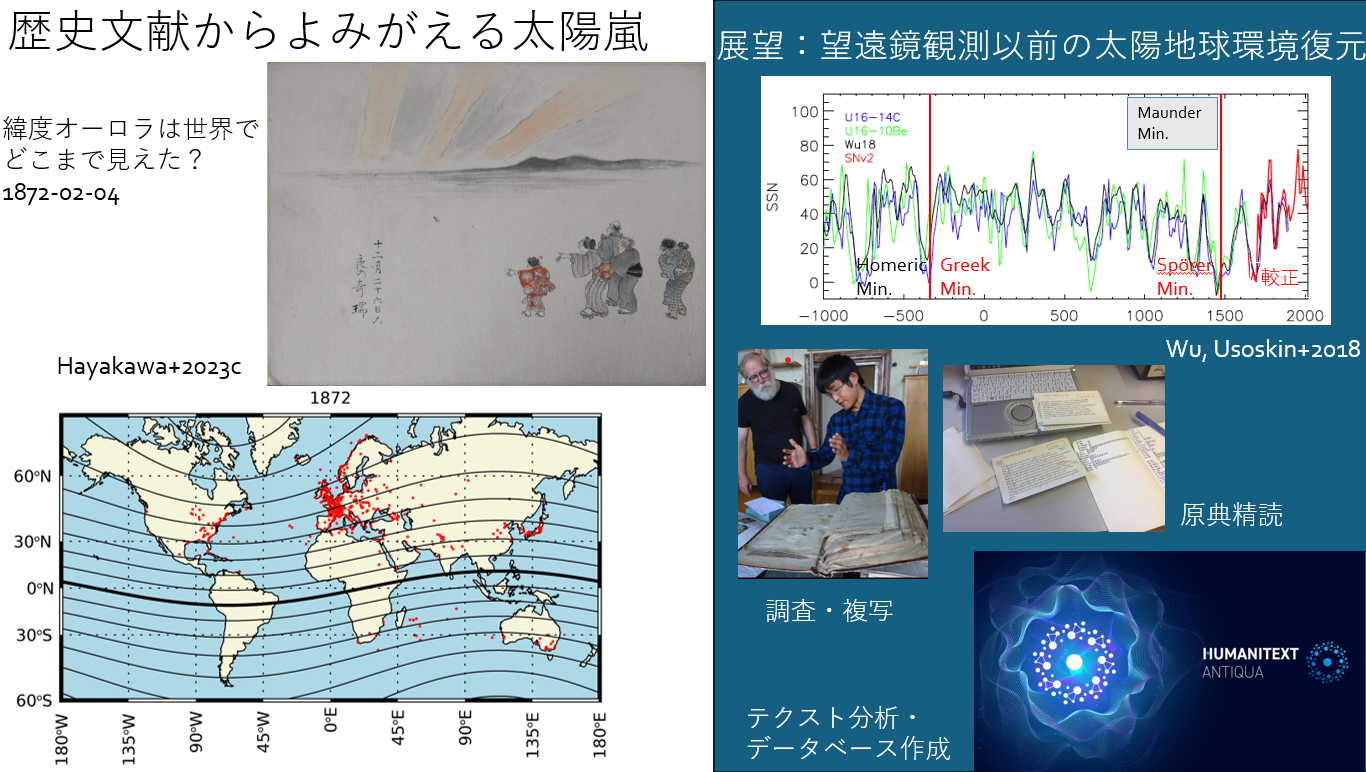 歴史文献からよみがえる太陽嵐
緯度オーロラは世界で
どこまで見えた？
1872-02-04
十二月二十六日夕
Hayakawa+2023c
1872
60°N
30°N
0°N
30°S
60°S
180°W
135°W
90°W
45°W
0°E
45°E
90°E
135°E
180°E
展望：望遠鏡観測以前の太陽地球環境復元
100
80
60
40
20
0
SSN
U16-14C
U16-10Be
Wu18
SNv2
Maunder
Min.
Homeric
Min.
Greek
Min.
Spörer
Min.
較正
-1000
-500
0
500
1000
1500
2000
Wu, Usoskin+2018
原典精読
調査・複写
HUMANITEXT
ANTIQUA
テクスト分析・
データベース作成